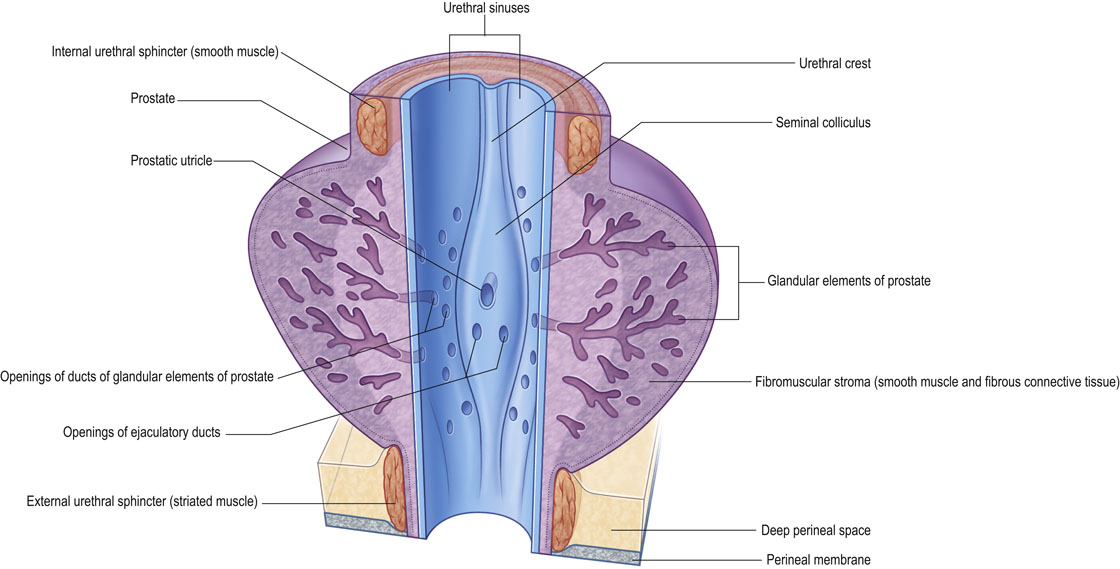 Urethral sinuses
Internal urethral sphincter (smooth muscle)
Urethral crest
Prostate
Seminal colliculus
Prostatic utricle
Glandular elements of prostate
Openings of ducts of glandular elements of prostate
Fibromuscular stroma (smooth muscle and fibrous connective tissue)
Openings of ejaculatory ducts
External urethral sphincter (striated muscle)
Deep perineal space
Perineal membrane